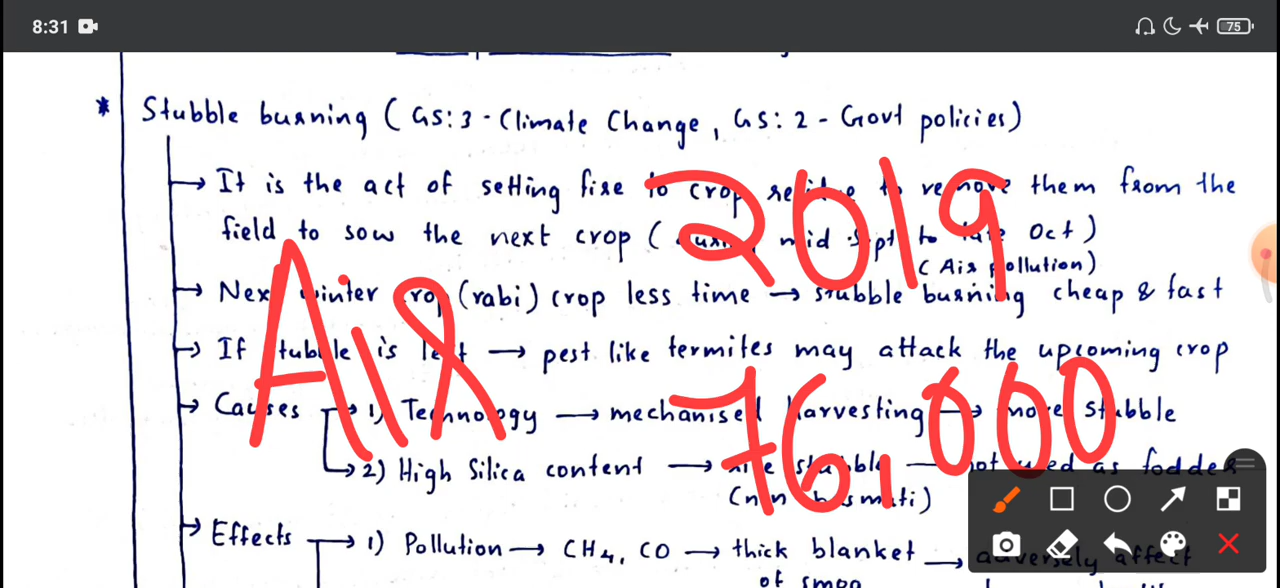 8:31 75
* Stubble burning (GS:3 - Climate Change, GS: 2 - Govt policies)
→ It is the act of setting fire to crop residue to remove them from the
field to sow the next crop (during mid sept to late Oct)
(Air pollution)
→ Next winter crop (rabi) crop less time → stubble burning cheap & fast
→ If stubble is left → pest like termites may attack the upcoming crop
→ Causes → 1) Technology → mechanised harvesting → more stubble
→ 2) High Silica content → rice stubble → not used as fodder
(non basmati)
→ Effects → 1) Pollution → CH4, CO → thick blanket → adversely affect
of smog
2019
Air
76,000